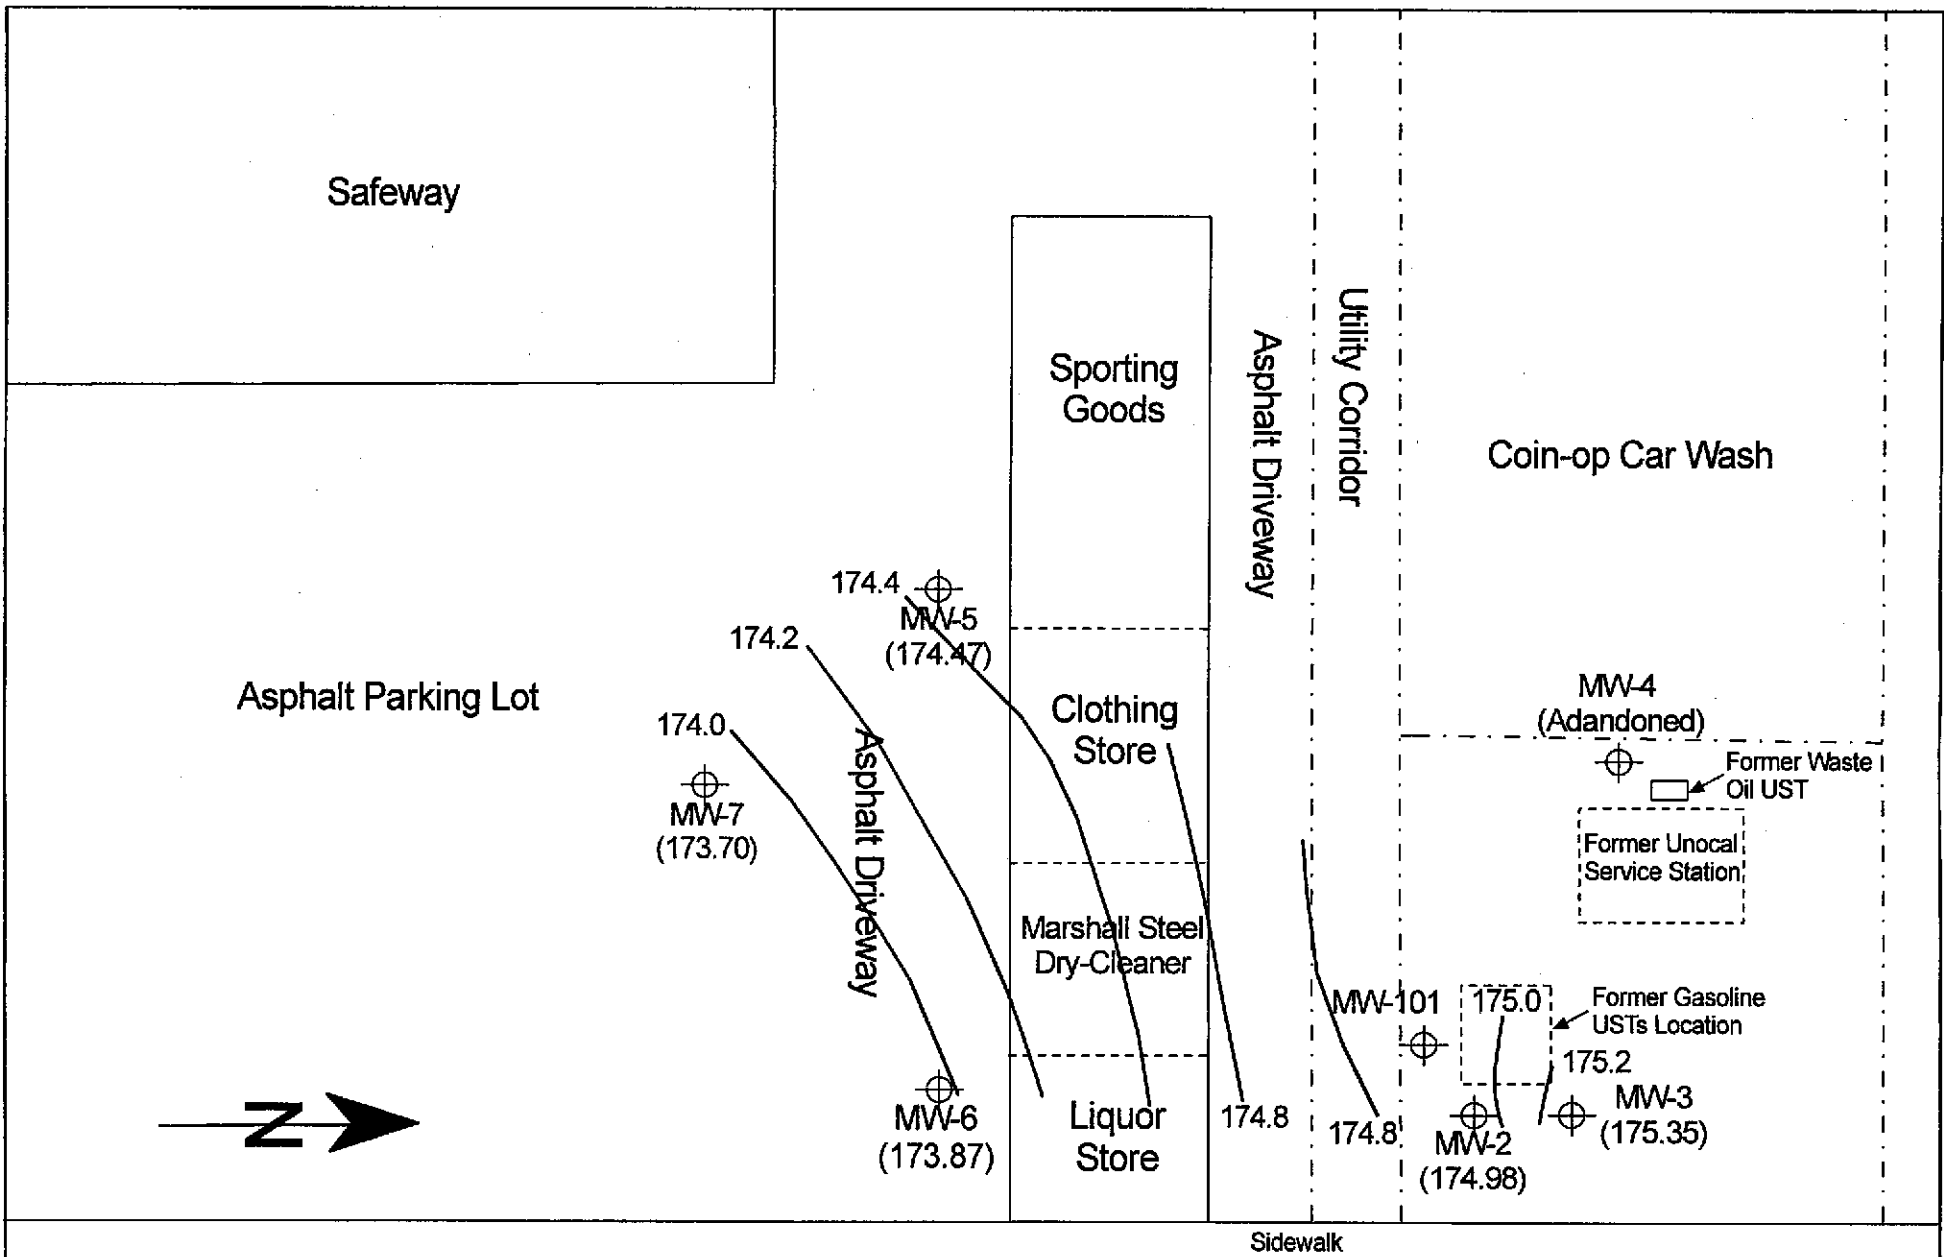 Safeway
Sporting
Goods
Asphalt Driveway
Utility Corridor
Coin-op Car Wash
174.4
MW-5
(174.47)
174.2
Asphalt Parking Lot
174.0
MW-7
(173.70)
Asphalt Driveway
Clothing
Store
MW-4
(Adandoned)
Former Waste
Oil UST
Former Unocal
Service Station
Marshall Steel
Dry-Cleaner
MW-101
175.0
Former Gasoline
USTs Location
175.2
MW-3
(175.35)
N
MW-6
(173.87)
Liquor
Store
174.8
174.8
MW-2
(174.98)
Sidewalk